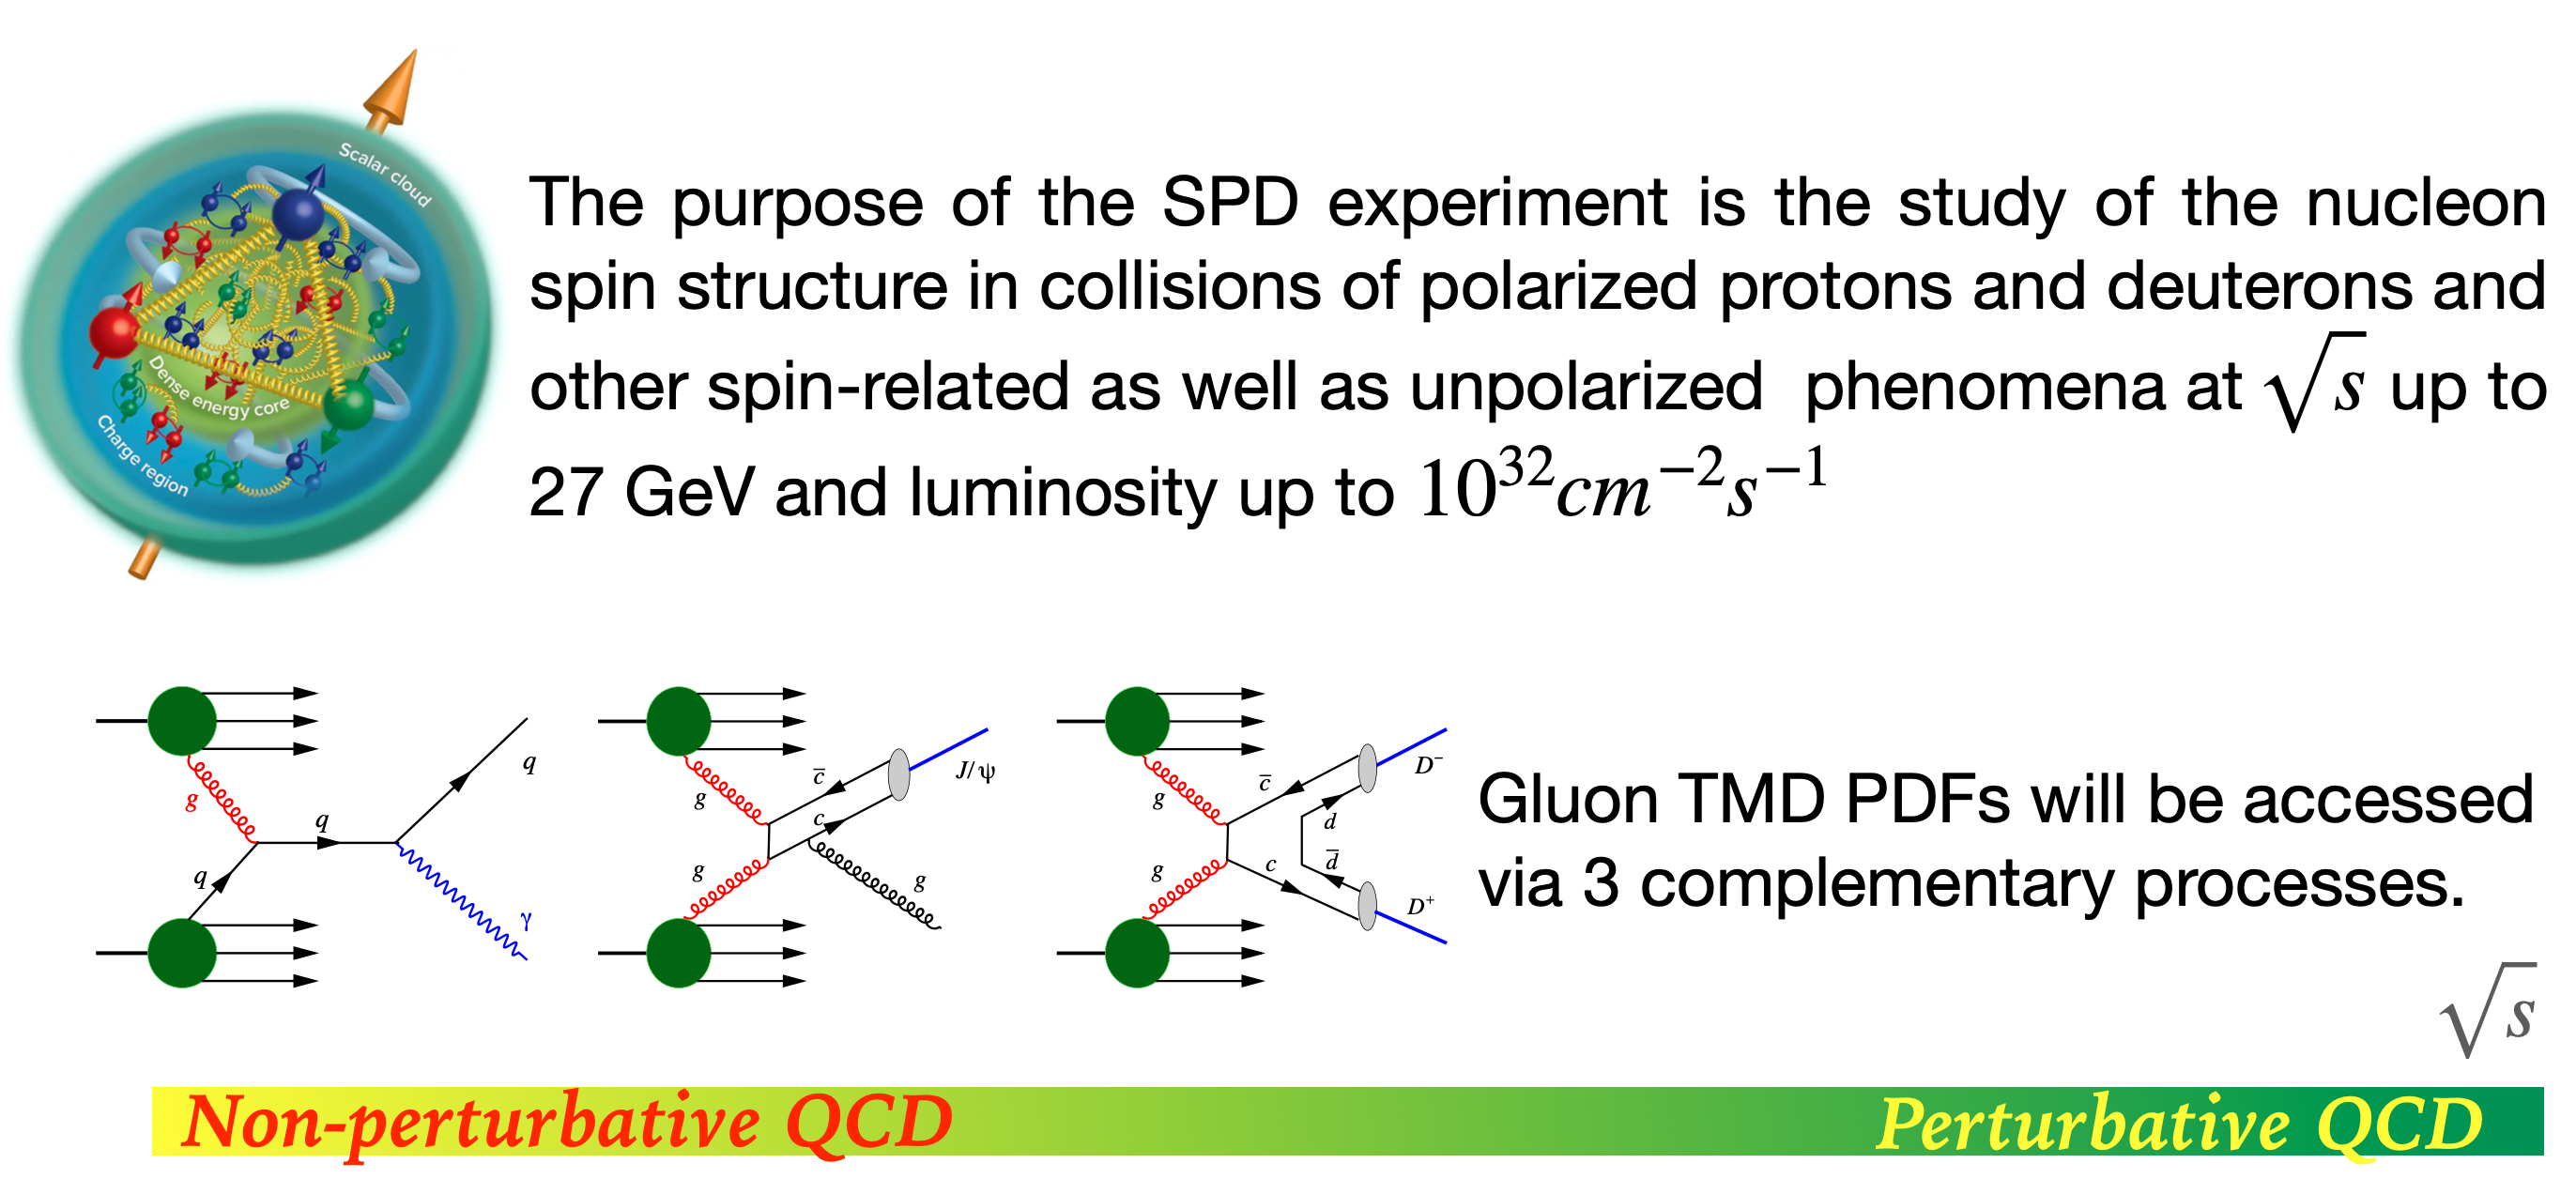 Scalar cloud
Dense energy core
Charge region
The purpose of the SPD experiment is the study of the nucleon
spin structure in collisions of polarized protons and deuterons and
other spin-related as well as unpolarized phenomena at √s up to
27 GeV and luminosity up to 10³²cm⁻²s⁻¹
g
q
q
q
γ
g
g
c̅
c
J/ψ
g
g
g
c̅
c
d
d̅
D⁻
D⁺
Gluon TMD PDFs will be accessed
via 3 complementary processes.
√s
Non-perturbative QCD
Perturbative QCD